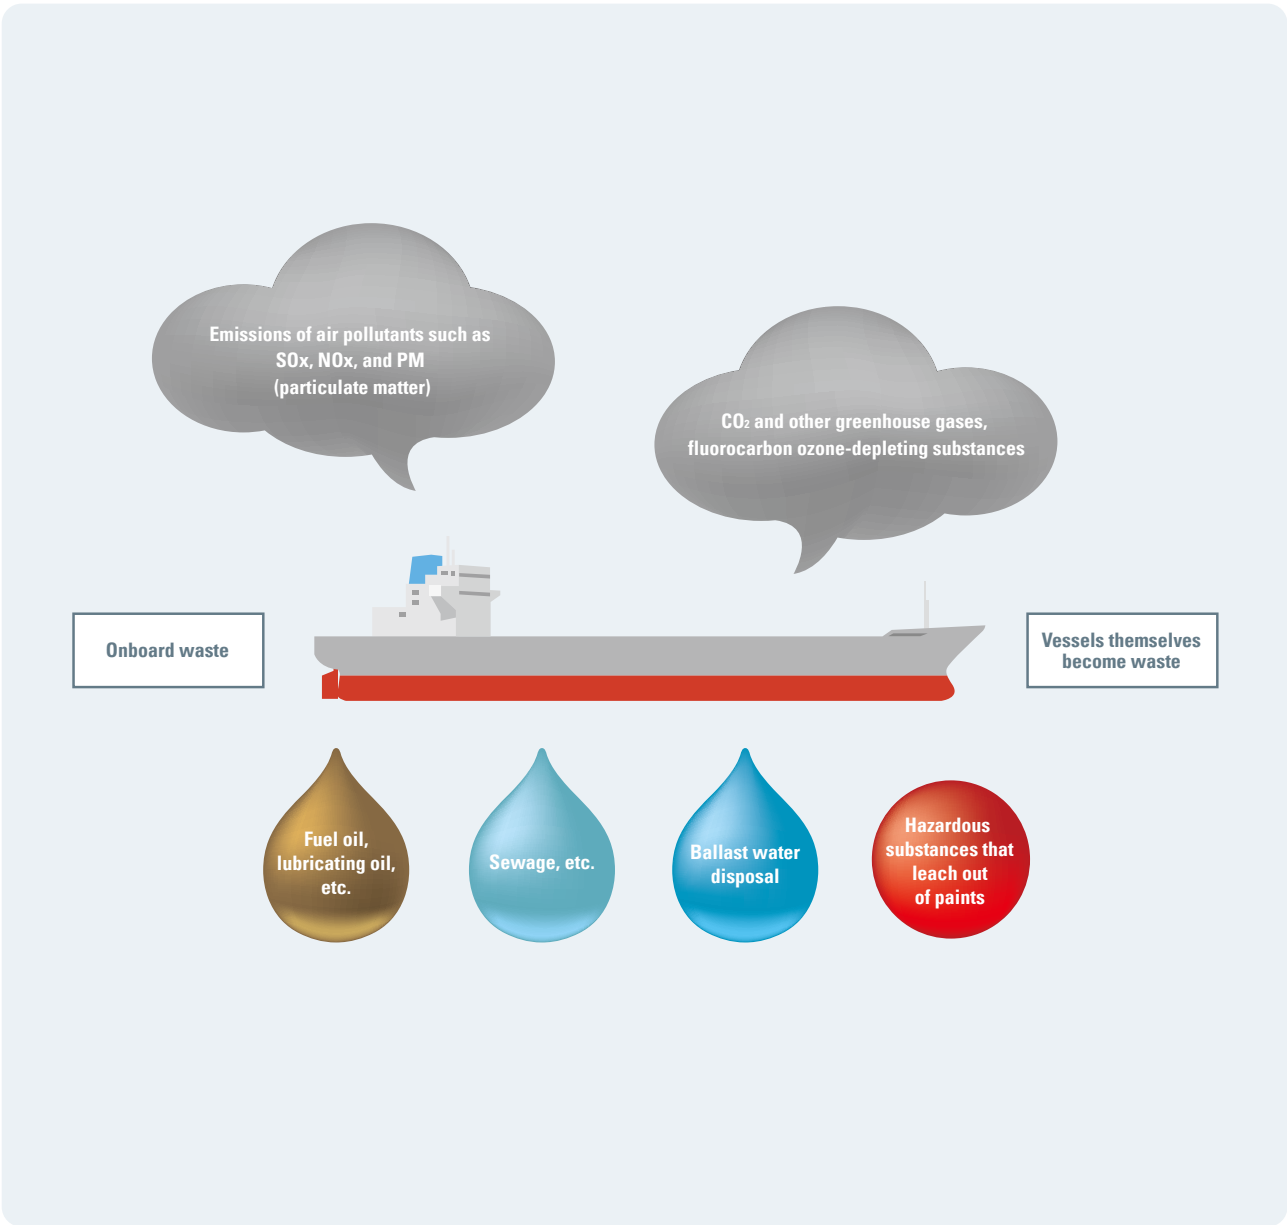 Emissions of air pollutants such as
SOx, NOx, and PM
(particulate matter)
CO₂ and other greenhouse gases,
fluorocarbon ozone-depleting substances
Onboard waste
Vessels themselves
become waste
Fuel oil,
lubricating oil,
etc.
Sewage, etc.
Ballast water
disposal
Hazardous
substances that
leach out
of paints